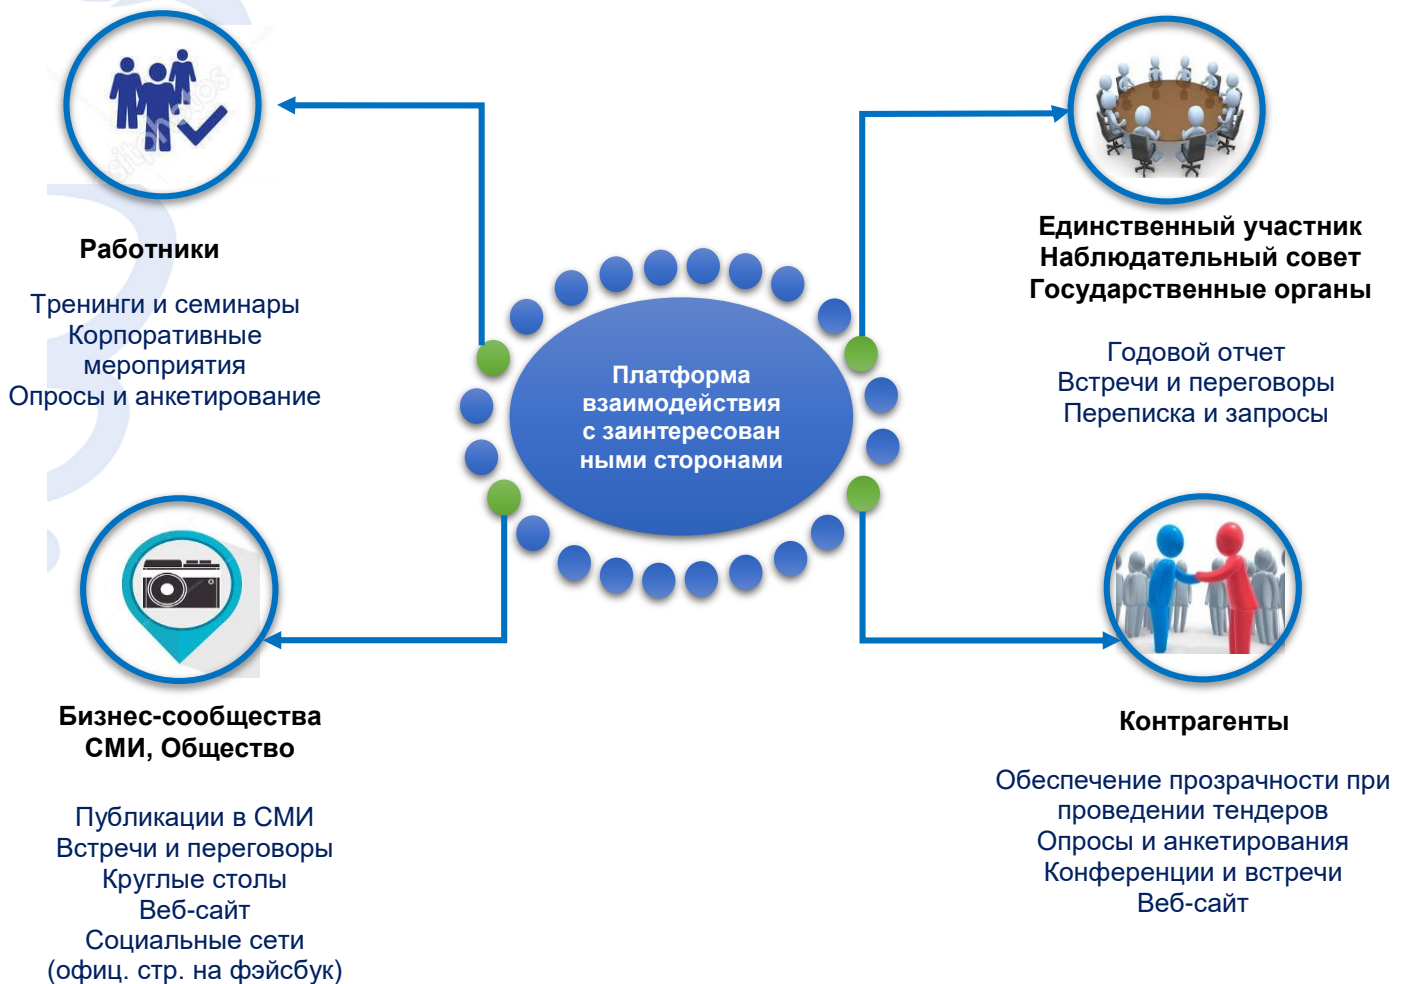 Работники
Тренинги и семинары
Корпоративные
мероприятия
Опросы и анкетирование
Единственный участник
Наблюдательный совет
Государственные органы
Годовой отчет
Встречи и переговоры
Переписка и запросы
Платформа
взаимодействия
с заинтересован
ными сторонами
Бизнес-сообщества
СМИ, Общество
Публикации в СМИ
Встречи и переговоры
Круглые столы
Веб-сайт
Социальные сети
(офиц. стр. на фэйсбук)
Контрагенты
Обеспечение прозрачности при
проведении тендеров
Опросы и анкетирования
Конференции и встречи
Веб-сайт